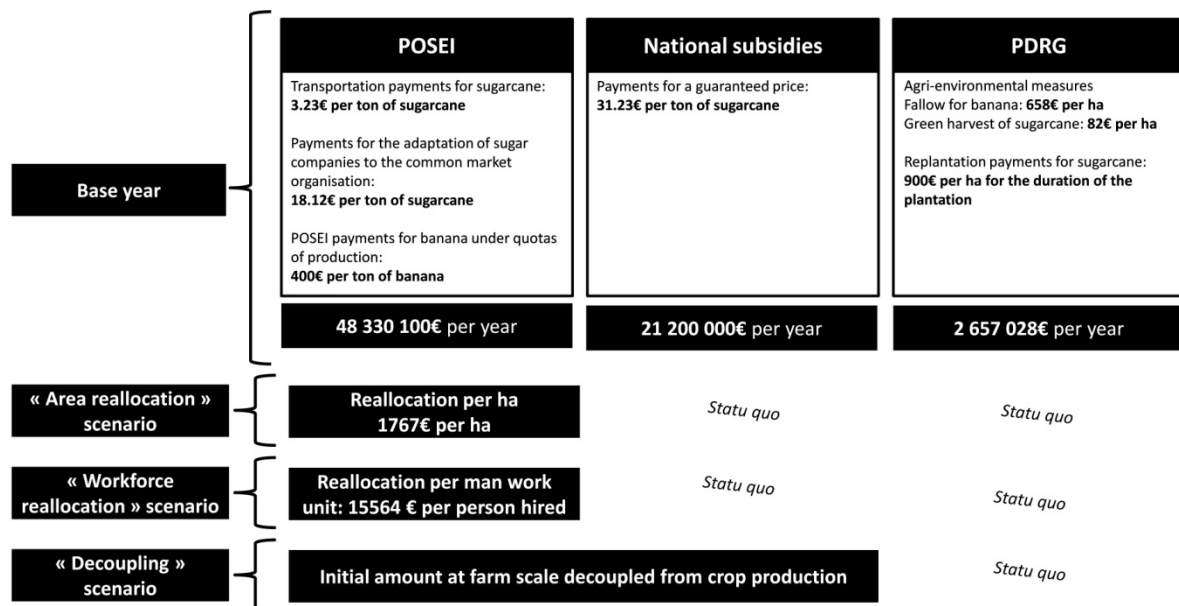 POSEI
National subsidies
PDRG
Base year
Transportation payments for sugarcane:
3.23€ per ton of sugarcane
Payments for the adaptation of sugar
companies to the common market
organisation:
18.12€ per ton of sugarcane
POSEI payments for banana under quotas
of production:
400€ per ton of banana
Payments for a guaranteed price:
31.23€ per ton of sugarcane
Agri-environmental measures
Fallow for banana: 658€ per ha
Green harvest of sugarcane: 82€ per ha
Replantation payments for sugarcane:
900€ per ha for the duration of the
plantation
48 330 100€ per year
21 200 000€ per year
2 657 028€ per year
« Area reallocation »
scenario
Reallocation per ha
1767€ per ha
Statu quo
Statu quo
« Workforce
reallocation » scenario
Reallocation per man work
unit: 15564 € per person hired
Statu quo
Statu quo
« Decoupling »
scenario
Initial amount at farm scale decoupled from crop production
Statu quo